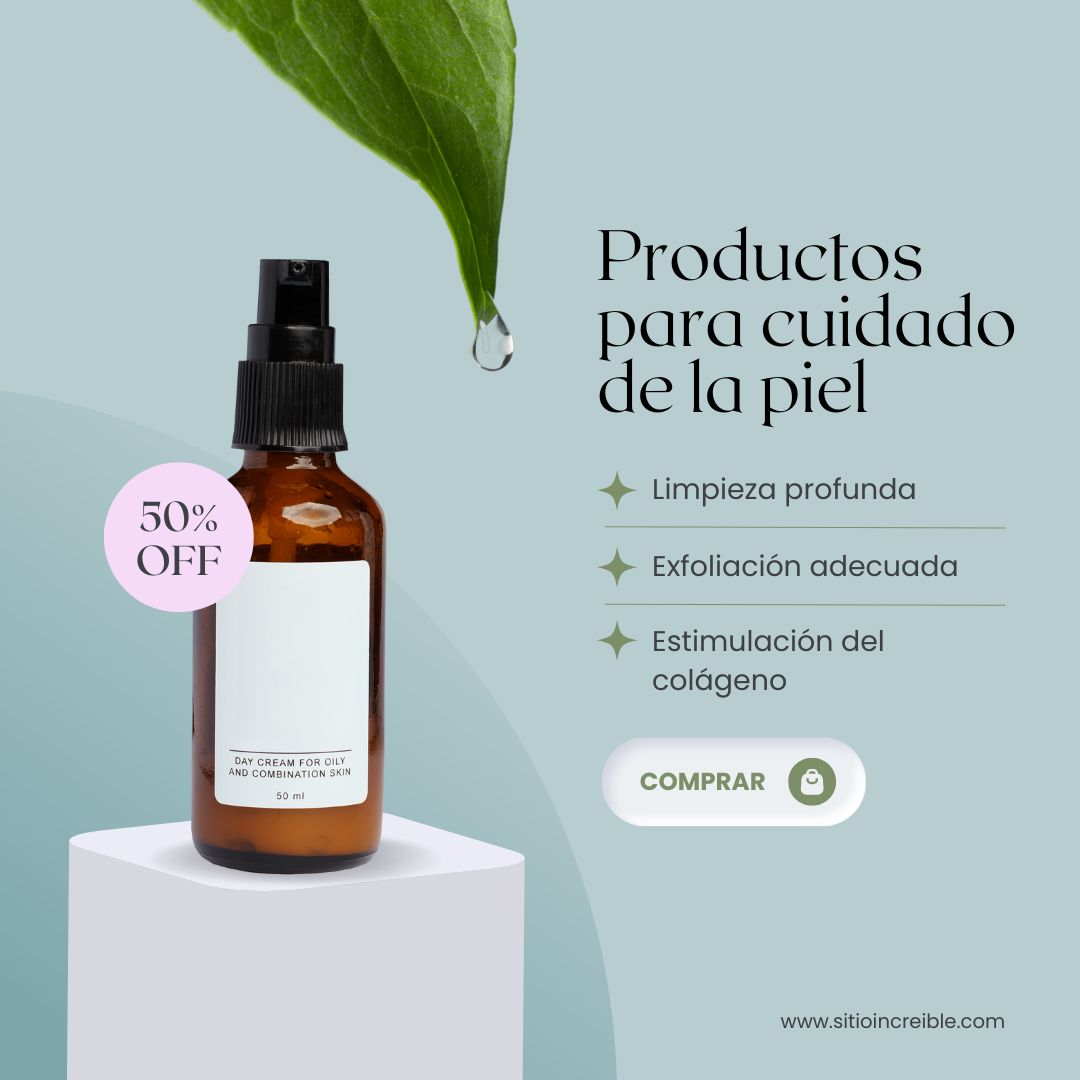 Productos
para cuidado
de la piel
Limpieza profunda
Exfoliación adecuada
Estimulación del
colágeno
COMPRAR
50%
OFF
DAY CREAM FOR OILY
AND COMBINATION SKIN
50 ml
www.sitioincreible.com